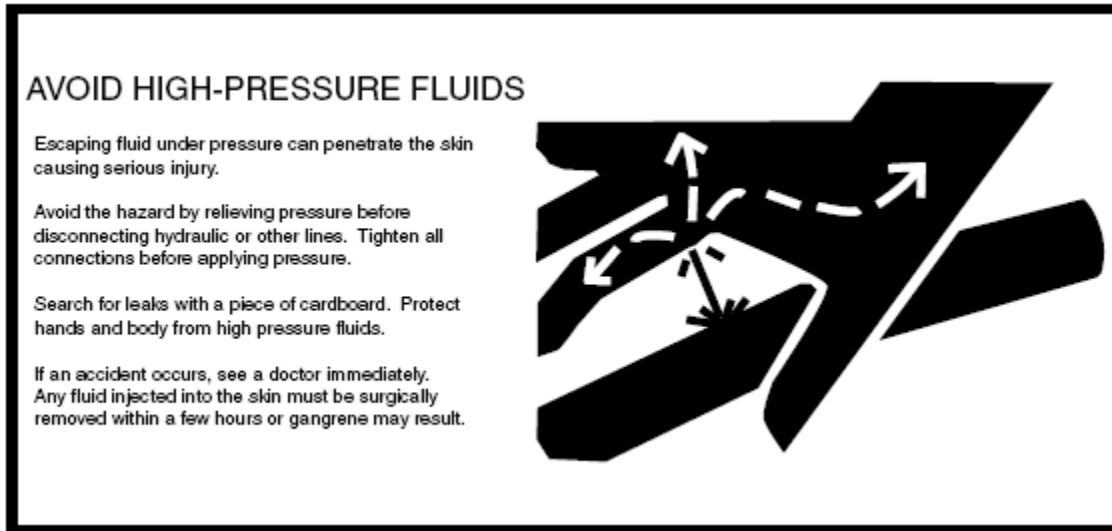 AVOID HIGH-PRESSURE FLUIDS
Escaping fluid under pressure can penetrate the skin
causing serious injury.
Avoid the hazard by relieving pressure before
disconnecting hydraulic or other lines. Tighten all
connections before applying pressure.
Search for leaks with a piece of cardboard. Protect
hands and body from high pressure fluids.
If an accident occurs, see a doctor immediately.
Any fluid injected into the skin must be surgically
removed within a few hours or gangrene may result.